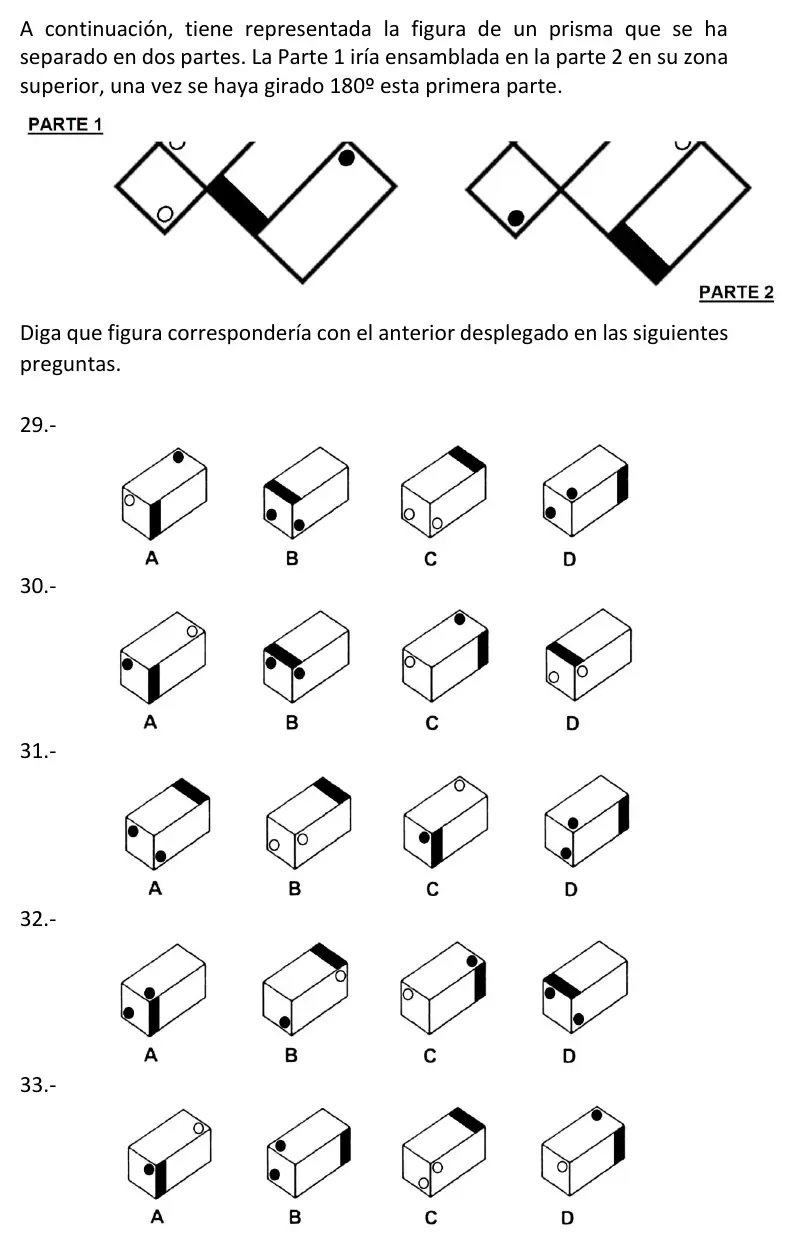 A continuación, tiene representada la figura de un prisma que se ha
separado en dos partes. La Parte 1 iría ensamblada en la parte 2 en su zona
superior, una vez se haya girado 180º esta primera parte.
PARTE 1
PARTE 2
Diga que figura correspondería con el anterior desplegado en las siguientes
preguntas.
29.-
A B C D
30.-
A B C D
31.-
A B C D
32.-
A B C D
33.-
A B C D